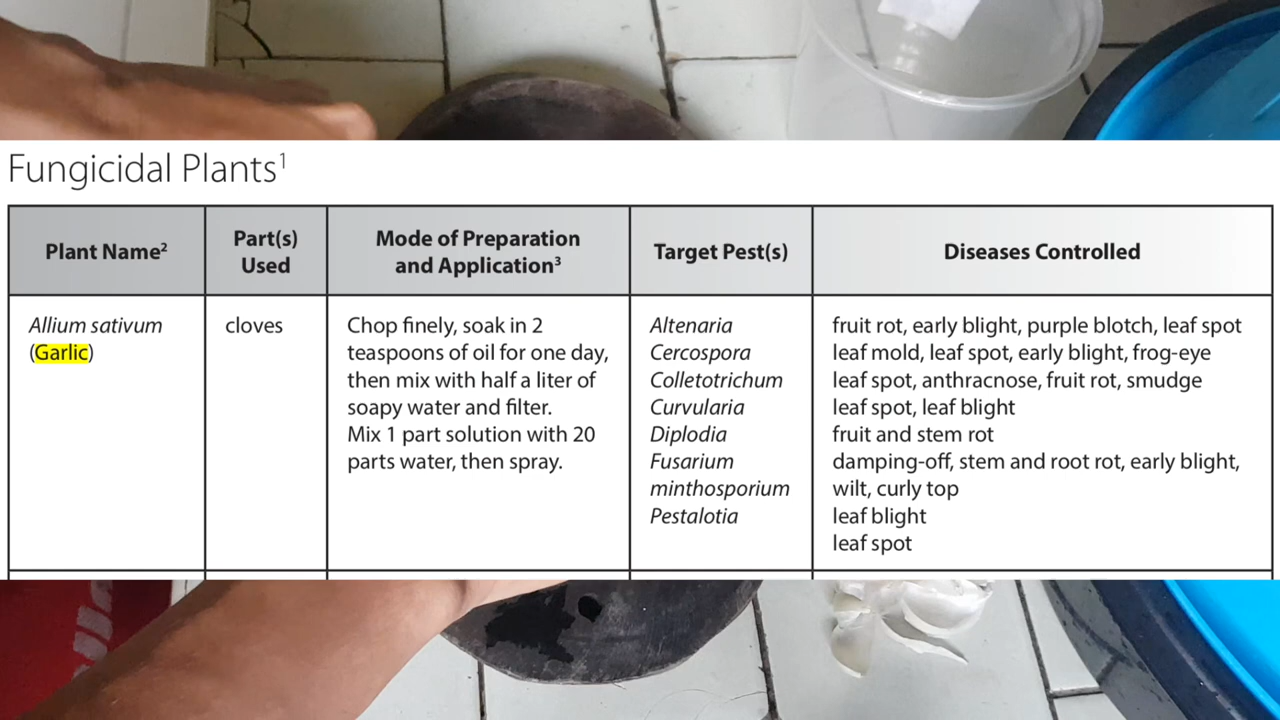 Fungicidal Plants¹
Plant Name²
Part(s)
Used
Mode of Preparation
and Application³
Target Pest(s)
Diseases Controlled
Allium sativum
(Garlic)
cloves
Chop finely, soak in 2
teaspoons of oil for one day,
then mix with half a liter of
soapy water and filter.
Mix 1 part solution with 20
parts water, then spray.
Altenaria
Cercospora
Colletotrichum
Curvularia
Diplodia
Fusarium
minthosporium
Pestalotia
fruit rot, early blight, purple blotch, leaf spot
leaf mold, leaf spot, early blight, frog-eye
leaf spot, anthracnose, fruit rot, smudge
leaf spot, leaf blight
fruit and stem rot
damping-off, stem and root rot, early blight,
wilt, curly top
leaf blight
leaf spot